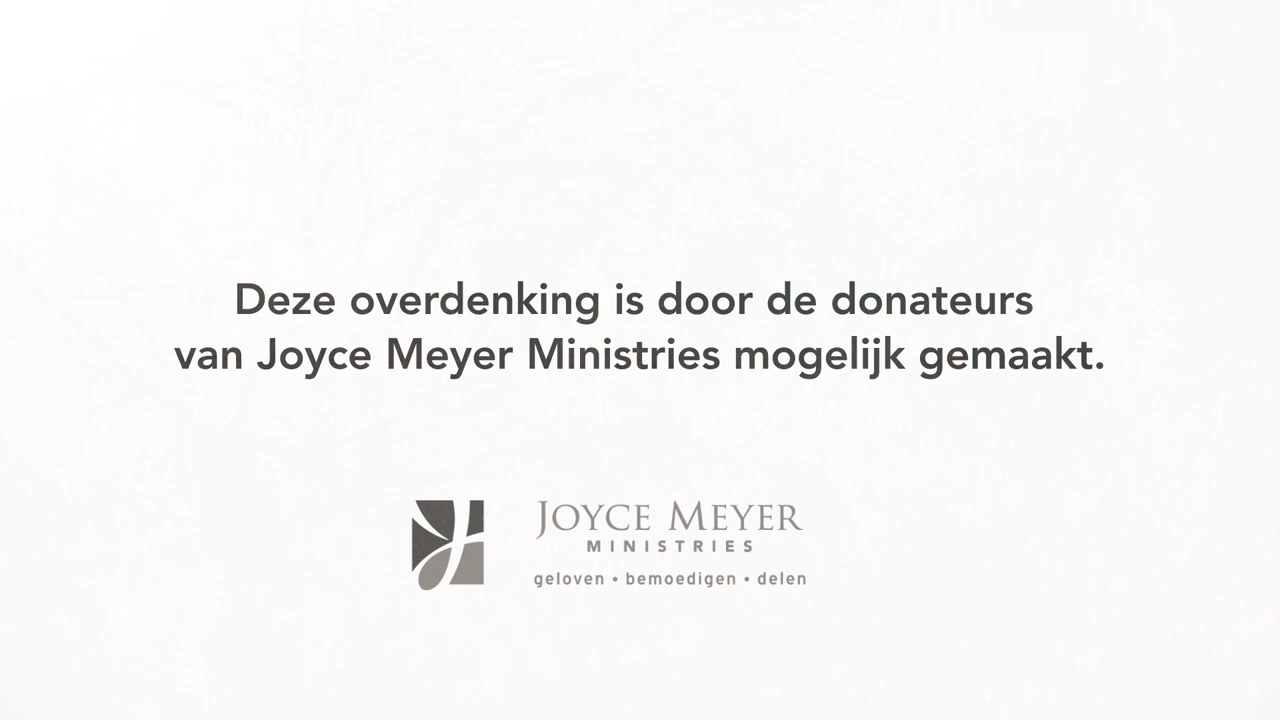 Deze overdenking is door de donateurs
van Joyce Meyer Ministries mogelijk gemaakt.
JOYCE MEYER
MINISTRIES
geloven • bemoedigen • delen